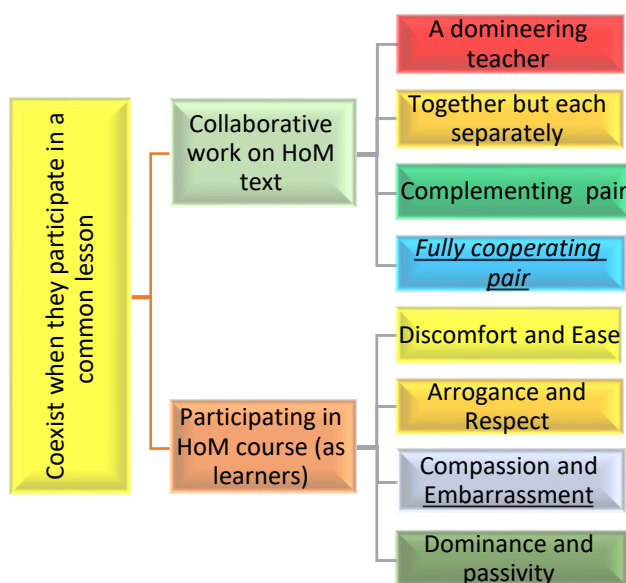 Coexist when they participate in a
common lesson
Collaborative
work on HoM
text
A domineering
teacher
Together but each
separately
Complementing pair
Fully cooperating
pair
Participating in
HoM course (as
learners)
Discomfort and Ease
Arrogance and
Respect
Compassion and
Embarrassment
Dominance and
passivity